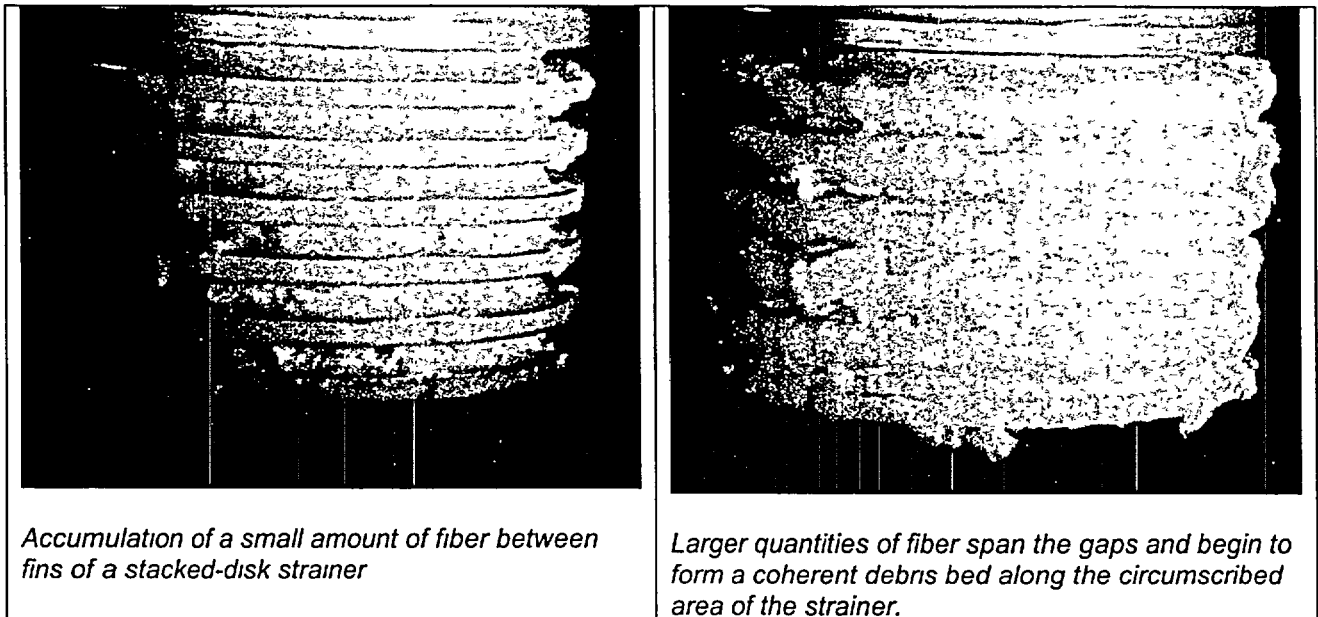 Accumulation of a small amount of fiber between
fins of a stacked-disk strainer
Larger quantities of fiber span the gaps and begin to
form a coherent debris bed along the circumscribed
area of the strainer.